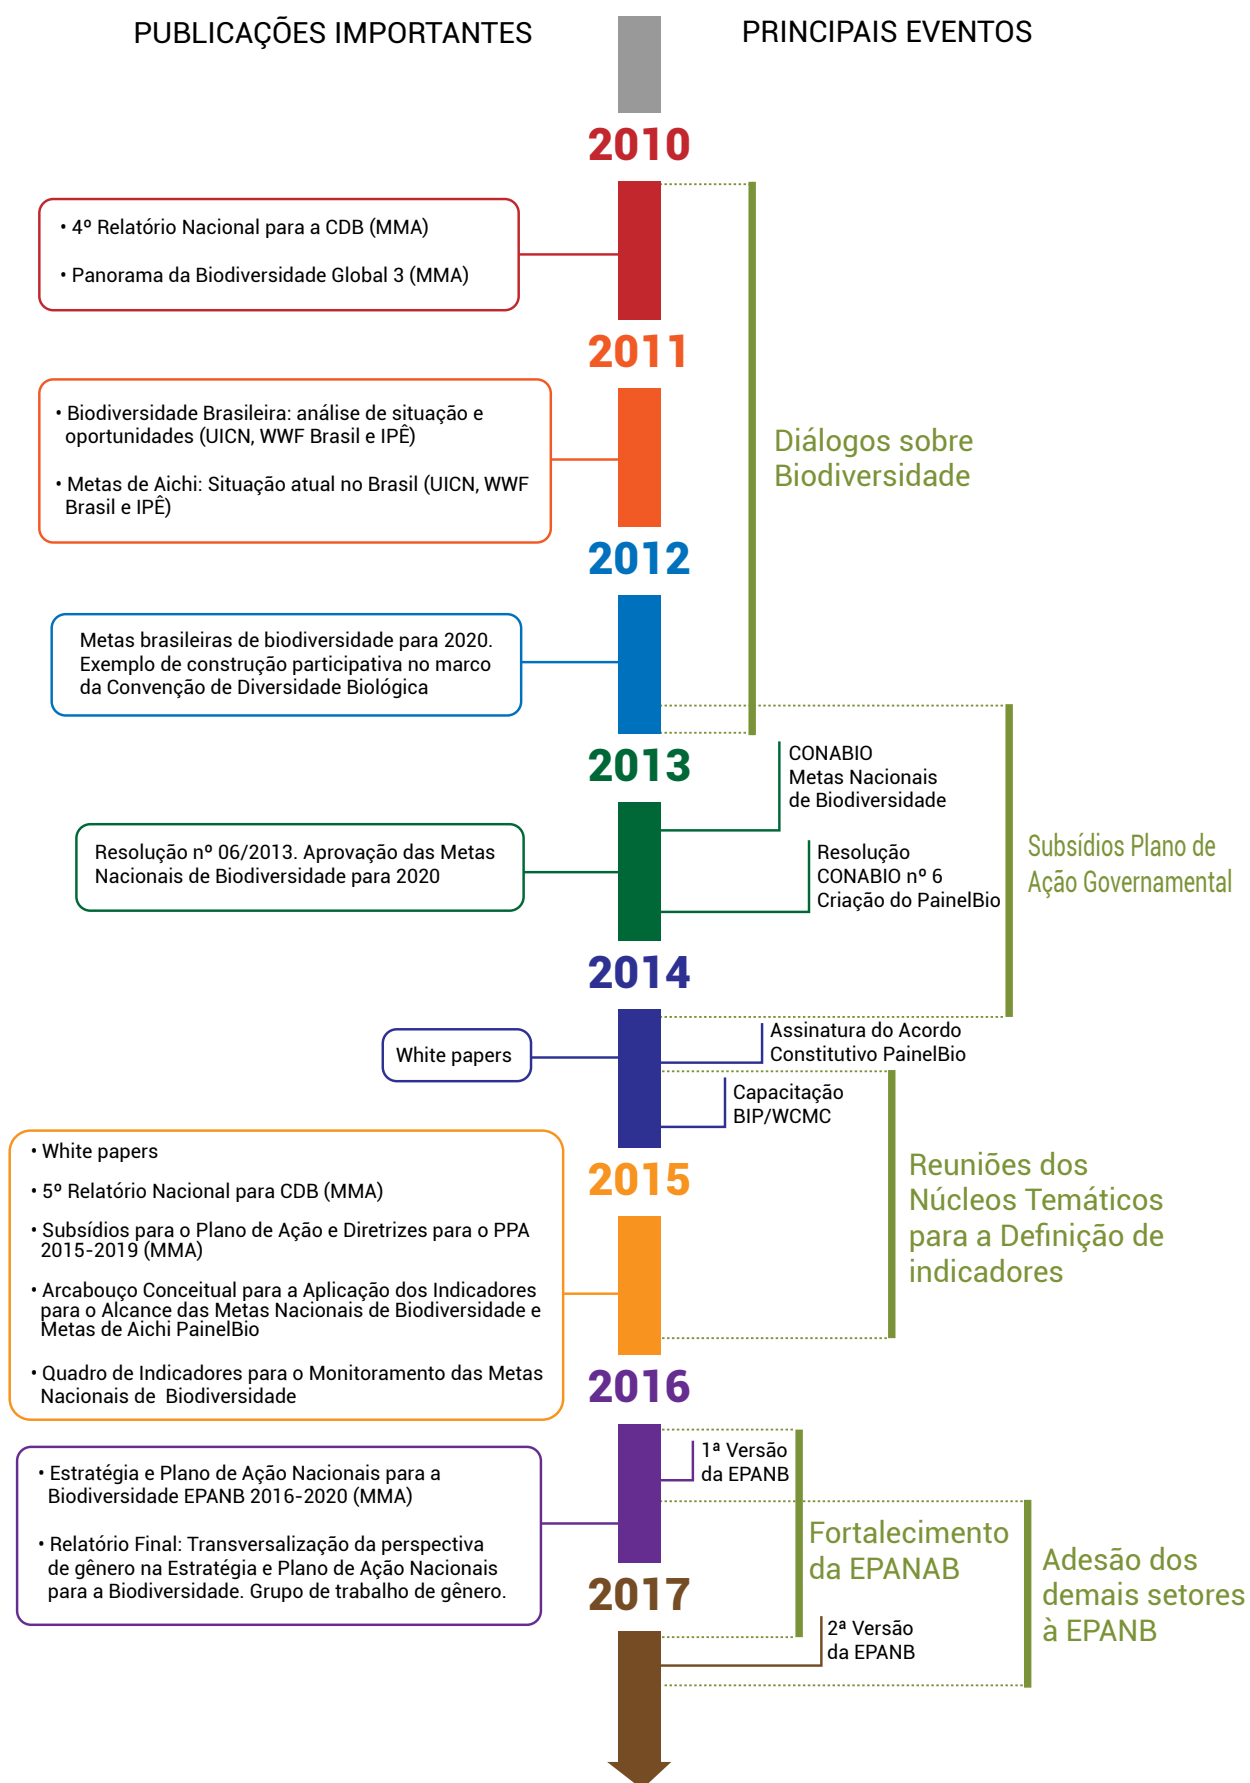 PUBLICAÇÕES IMPORTANTES
PRINCIPAIS EVENTOS
2010
• 4º Relatório Nacional para a CDB (MMA)
• Panorama da Biodiversidade Global 3 (MMA)
2011
• Biodiversidade Brasileira: análise de situação e
oportunidades (UICN, WWF Brasil e IPÊ)
• Metas de Aichi: Situação atual no Brasil (UICN, WWF
Brasil e IPÊ)
Diálogos sobre
Biodiversidade
2012
Metas brasileiras de biodiversidade para 2020.
Exemplo de construção participativa no marco
da Convenção de Diversidade Biológica
2013
CONABIO
Metas Nacionais
de Biodiversidade
Resolução nº 06/2013. Aprovação das Metas
Nacionais de Biodiversidade para 2020
Resolução
CONABIO nº 6
Criação do PainelBio
Subsídios Plano de
Ação Governamental
2014
White papers
Assinatura do Acordo
Constitutivo PainelBio
Capacitação
BIP/WCMC
2015
• White papers
• 5º Relatório Nacional para CDB (MMA)
• Subsídios para o Plano de Ação e Diretrizes para o PPA
2015-2019 (MMA)
• Arcabouço Conceitual para a Aplicação dos Indicadores
para o Alcance das Metas Nacionais de Biodiversidade e
Metas de Aichi PainelBio
• Quadro de Indicadores para o Monitoramento das Metas
Nacionais de Biodiversidade
Reuniões dos
Núcleos Temáticos
para a Definição de
indicadores
2016
• Estratégia e Plano de Ação Nacionais para a
Biodiversidade EPANB 2016-2020 (MMA)
• Relatório Final: Transversalização da perspectiva
de gênero na Estratégia e Plano de Ação Nacionais
para a Biodiversidade. Grupo de trabalho de gênero.
1ª Versão
da EPANB
Fortalecimento
da EPANAB
Adesão dos
demais setores
à EPANB
2017
2ª Versão
da EPANB